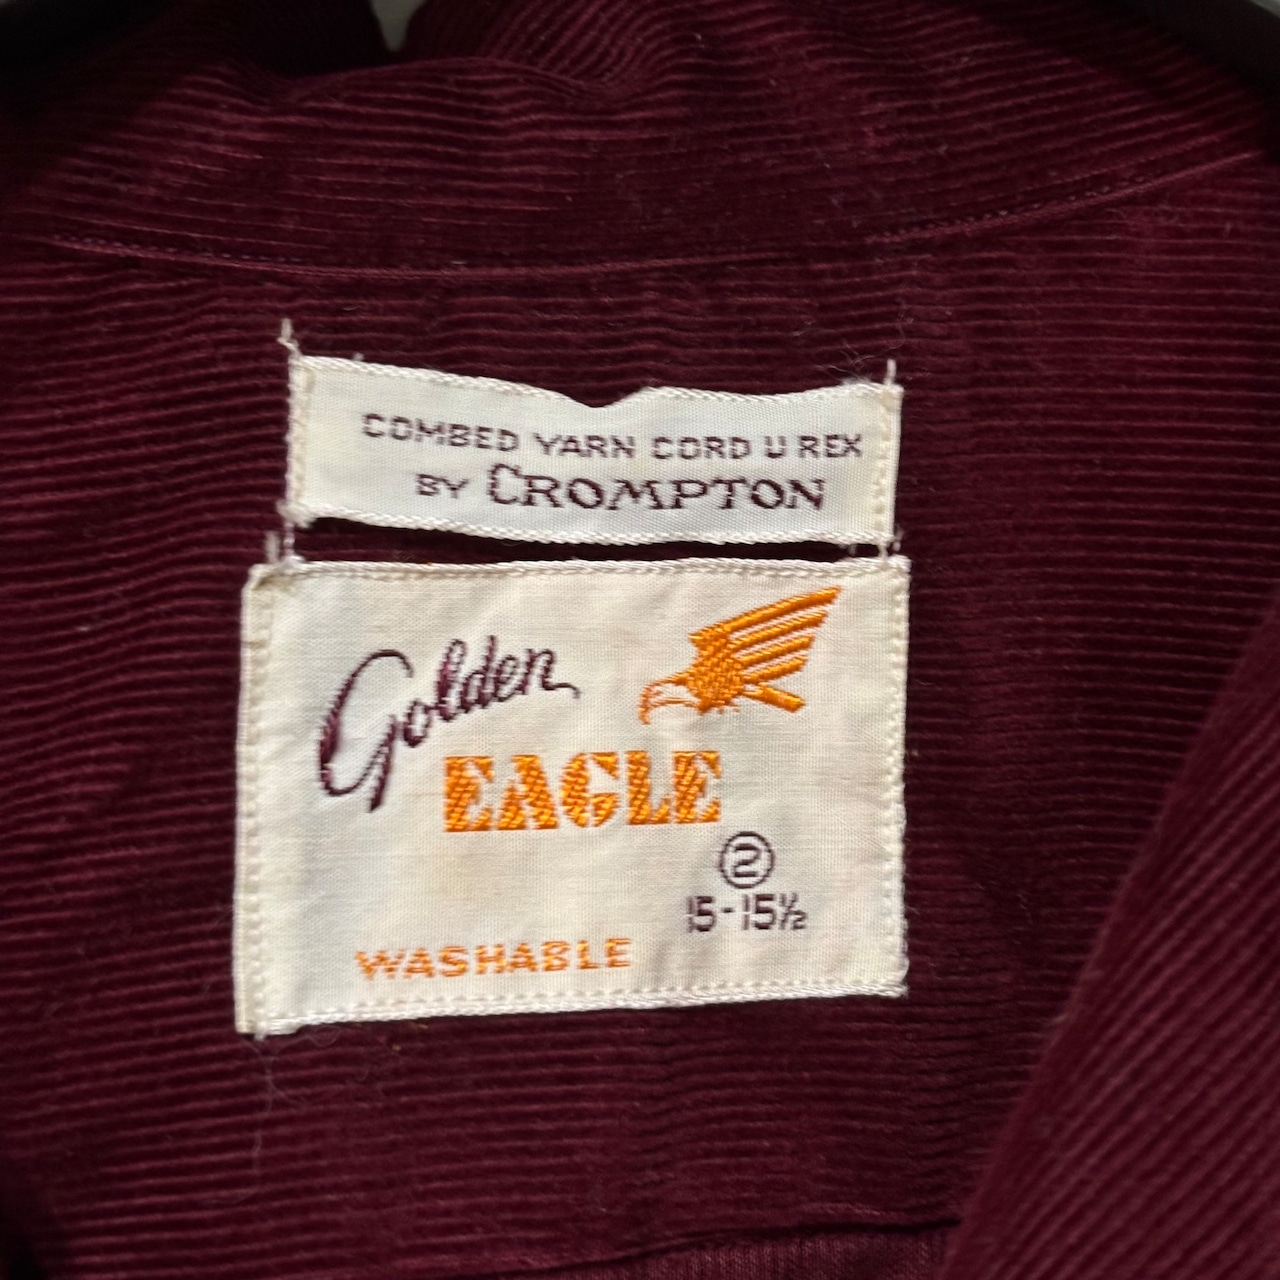 COMBED YARN CORD U REX
BY CROMPTON
Golden
EAGLE
2
15-15½
WASHABLE